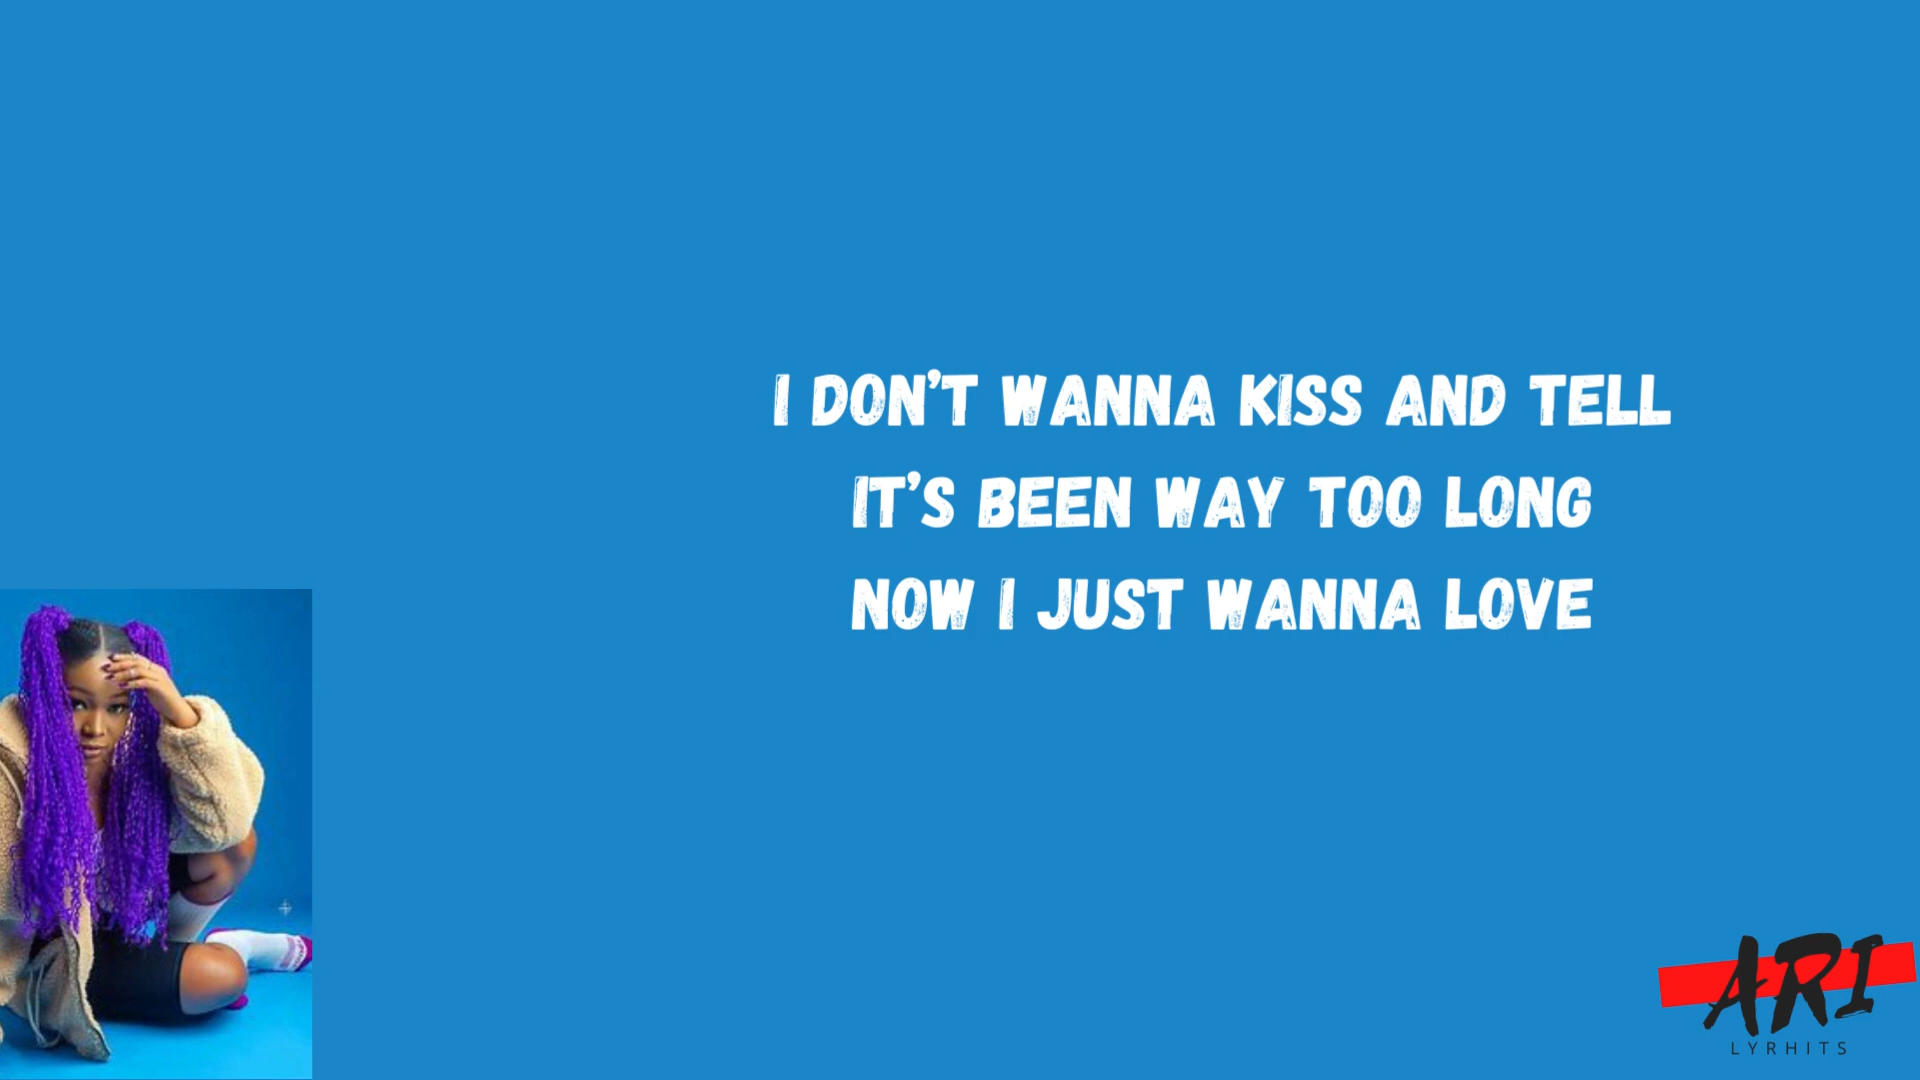 I DON'T WANNA KISS AND TELL
IT'S BEEN WAY TOO LONG
NOW I JUST WANNA LOVE
ARI
LYRHITS